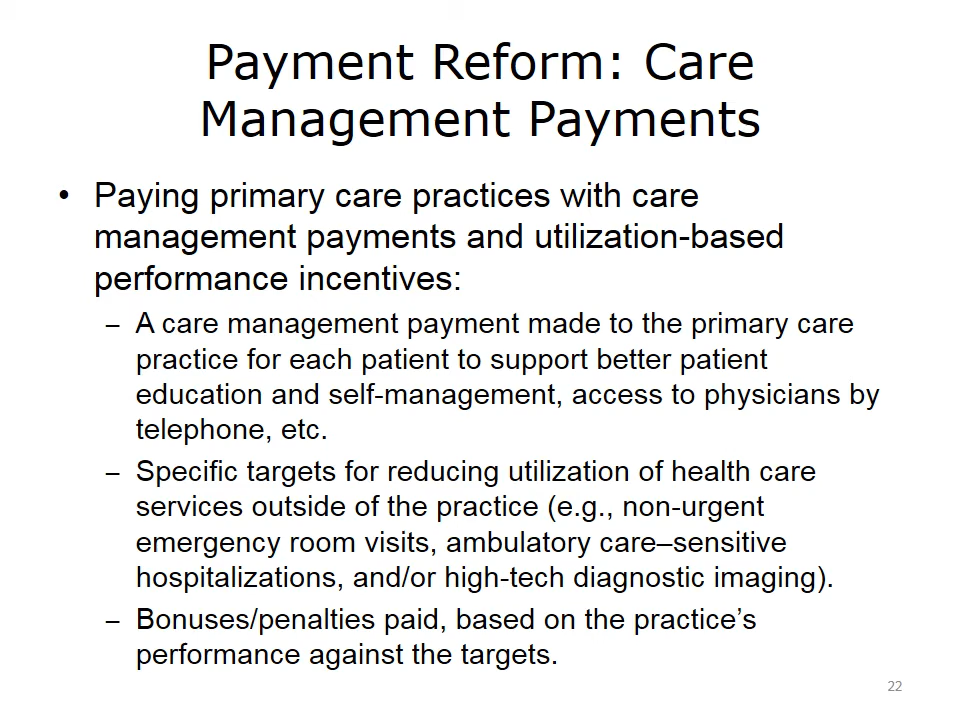 Payment Reform: Care
Management Payments
• Paying primary care practices with care
management payments and utilization-based
performance incentives:
– A care management payment made to the primary care
practice for each patient to support better patient
education and self-management, access to physicians by
telephone, etc.
– Specific targets for reducing utilization of health care
services outside of the practice (e.g., non-urgent
emergency room visits, ambulatory care–sensitive
hospitalizations, and/or high-tech diagnostic imaging).
– Bonuses/penalties paid, based on the practice’s
performance against the targets.
22